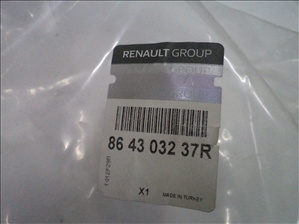 RENAULT GROUP
86 43 032 37R
X1
MADE IN TURKEY